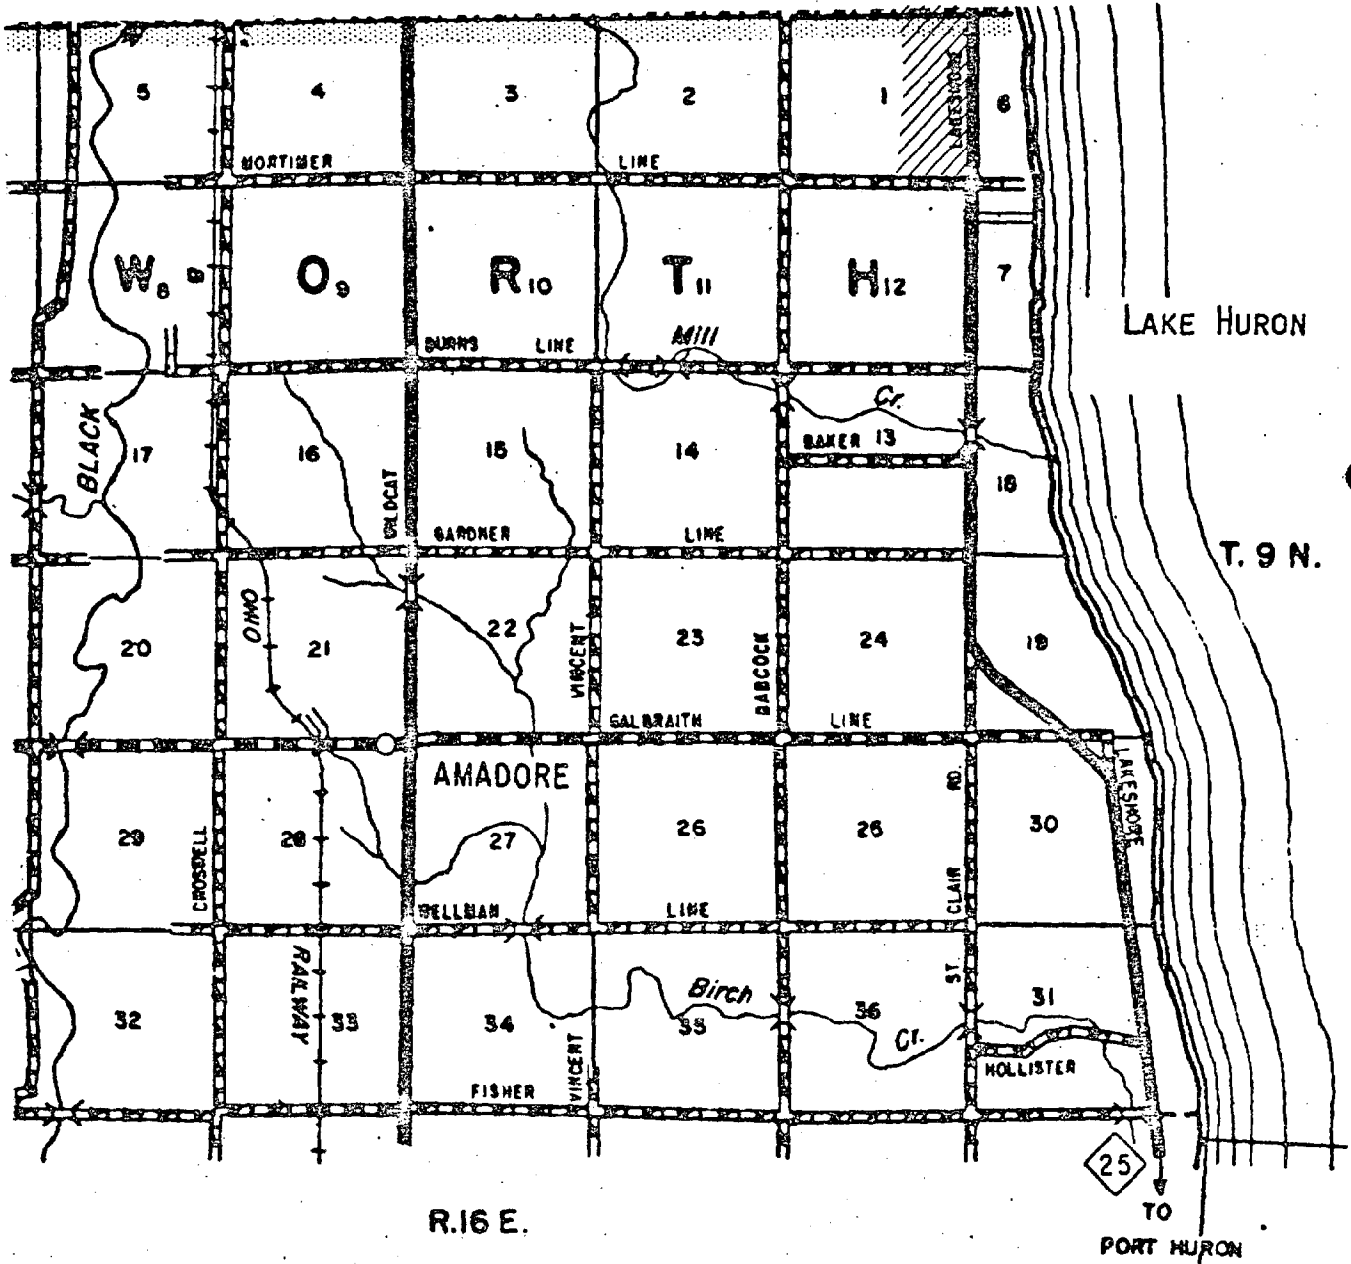 5 4 3 2 1 6
LAKESHORE
MORTIMER LINE
W8 8 O9 R10 T11 H12 7
LAKE HURON
BURNS LINE Mill
Cr.
BLACK
17 16 15 14 BAKER 13
18
WILDCAT
GARDNER LINE
T. 9 N.
OHIO
20 21 22 23 24 19
VINCENT
BABCOCK
GALBRAITH LINE
AMADORE
RD.
LAKESHORE
29 28 27 26 25 30
CROSWELL
CLAIR
WELLMAN LINE
RAILWAY
ST
Birch
32 33 34 35 36 31
Cr.
HOLLISTER
VINCENT
FISHER
25
TO
PORT HURON
R.16 E.